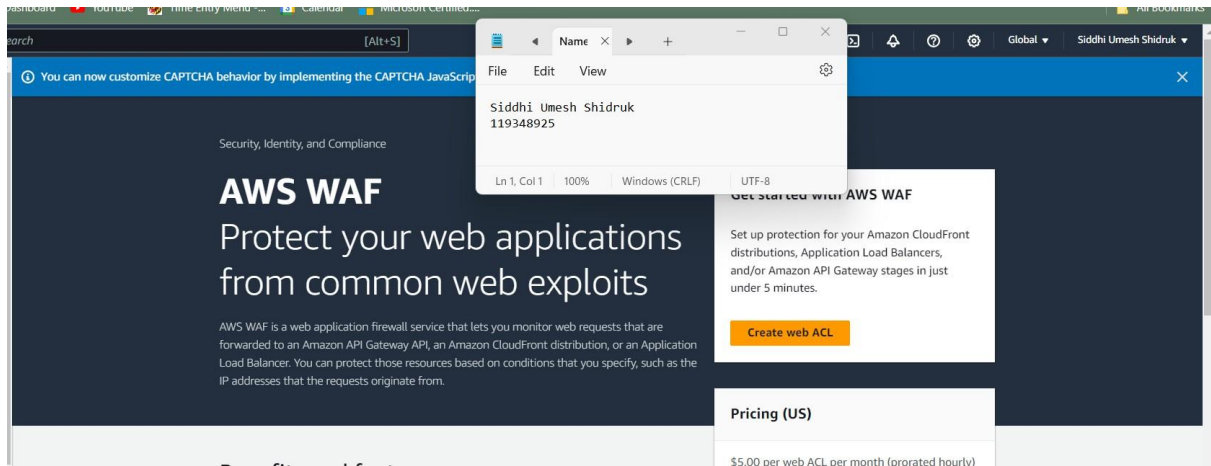 YouTube Time Entry Menu -... Calendar Microsoft Certified:... All Bookmarks
earch [Alt+S] Global Siddhi Umesh Shidruk
Name
File Edit View
Siddhi Umesh Shidruk
119348925
Ln 1, Col 1 100% Windows (CRLF) UTF-8
You can now customize CAPTCHA behavior by implementing the CAPTCHA JavaScrip
Security, Identity, and Compliance
AWS WAF
Protect your web applications
from common web exploits
AWS WAF is a web application firewall service that lets you monitor web requests that are
forwarded to an Amazon API Gateway API, an Amazon CloudFront distribution, or an Application
Load Balancer. You can protect those resources based on conditions that you specify, such as the
IP addresses that the requests originate from.
Get started with AWS WAF
Set up protection for your Amazon CloudFront
distributions, Application Load Balancers,
and/or Amazon API Gateway stages in just
under 5 minutes.
Create web ACL
Pricing (US)
$5.00 per web ACL per month (prorated hourly)